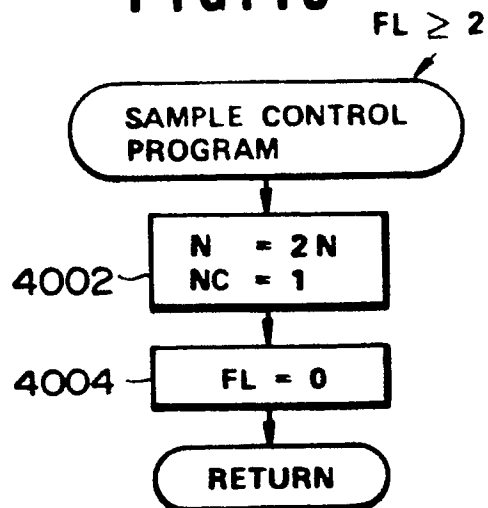 FL ≥ 2
SAMPLE CONTROL
PROGRAM
N = 2N
NC = 1
4002
FL = 0
4004
RETURN